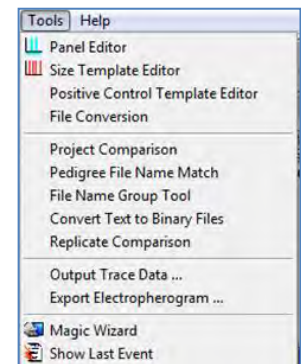 Tools Help
Panel Editor
Size Template Editor
Positive Control Template Editor
File Conversion
Project Comparison
Pedigree File Name Match
File Name Group Tool
Convert Text to Binary Files
Replicate Comparison
Output Trace Data ...
Export Electropherogram ...
Magic Wizard
Show Last Event